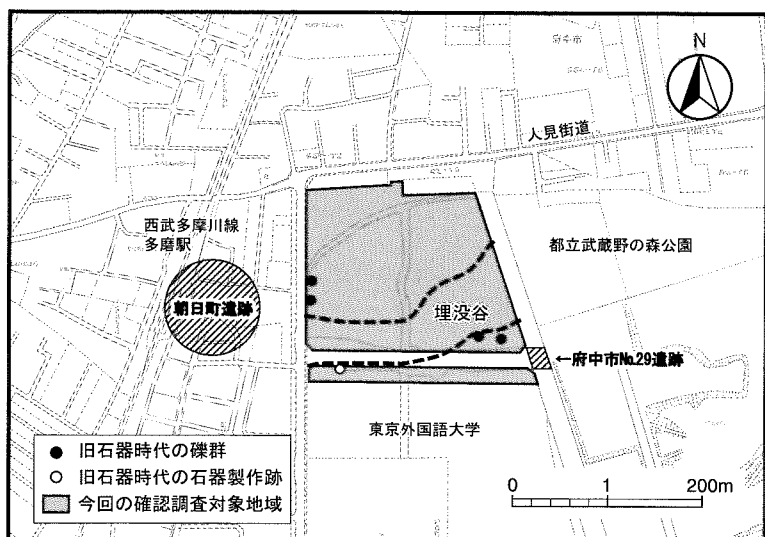 N
府中市
人見街道
西武多摩川線
多磨駅
都立武蔵野の森公園
朝日町遺跡
埋没谷
←府中市No.29遺跡
東京外国語大学
旧石器時代の礫群
旧石器時代の石器製作跡
今回の確認調査対象地域
0 1 200m